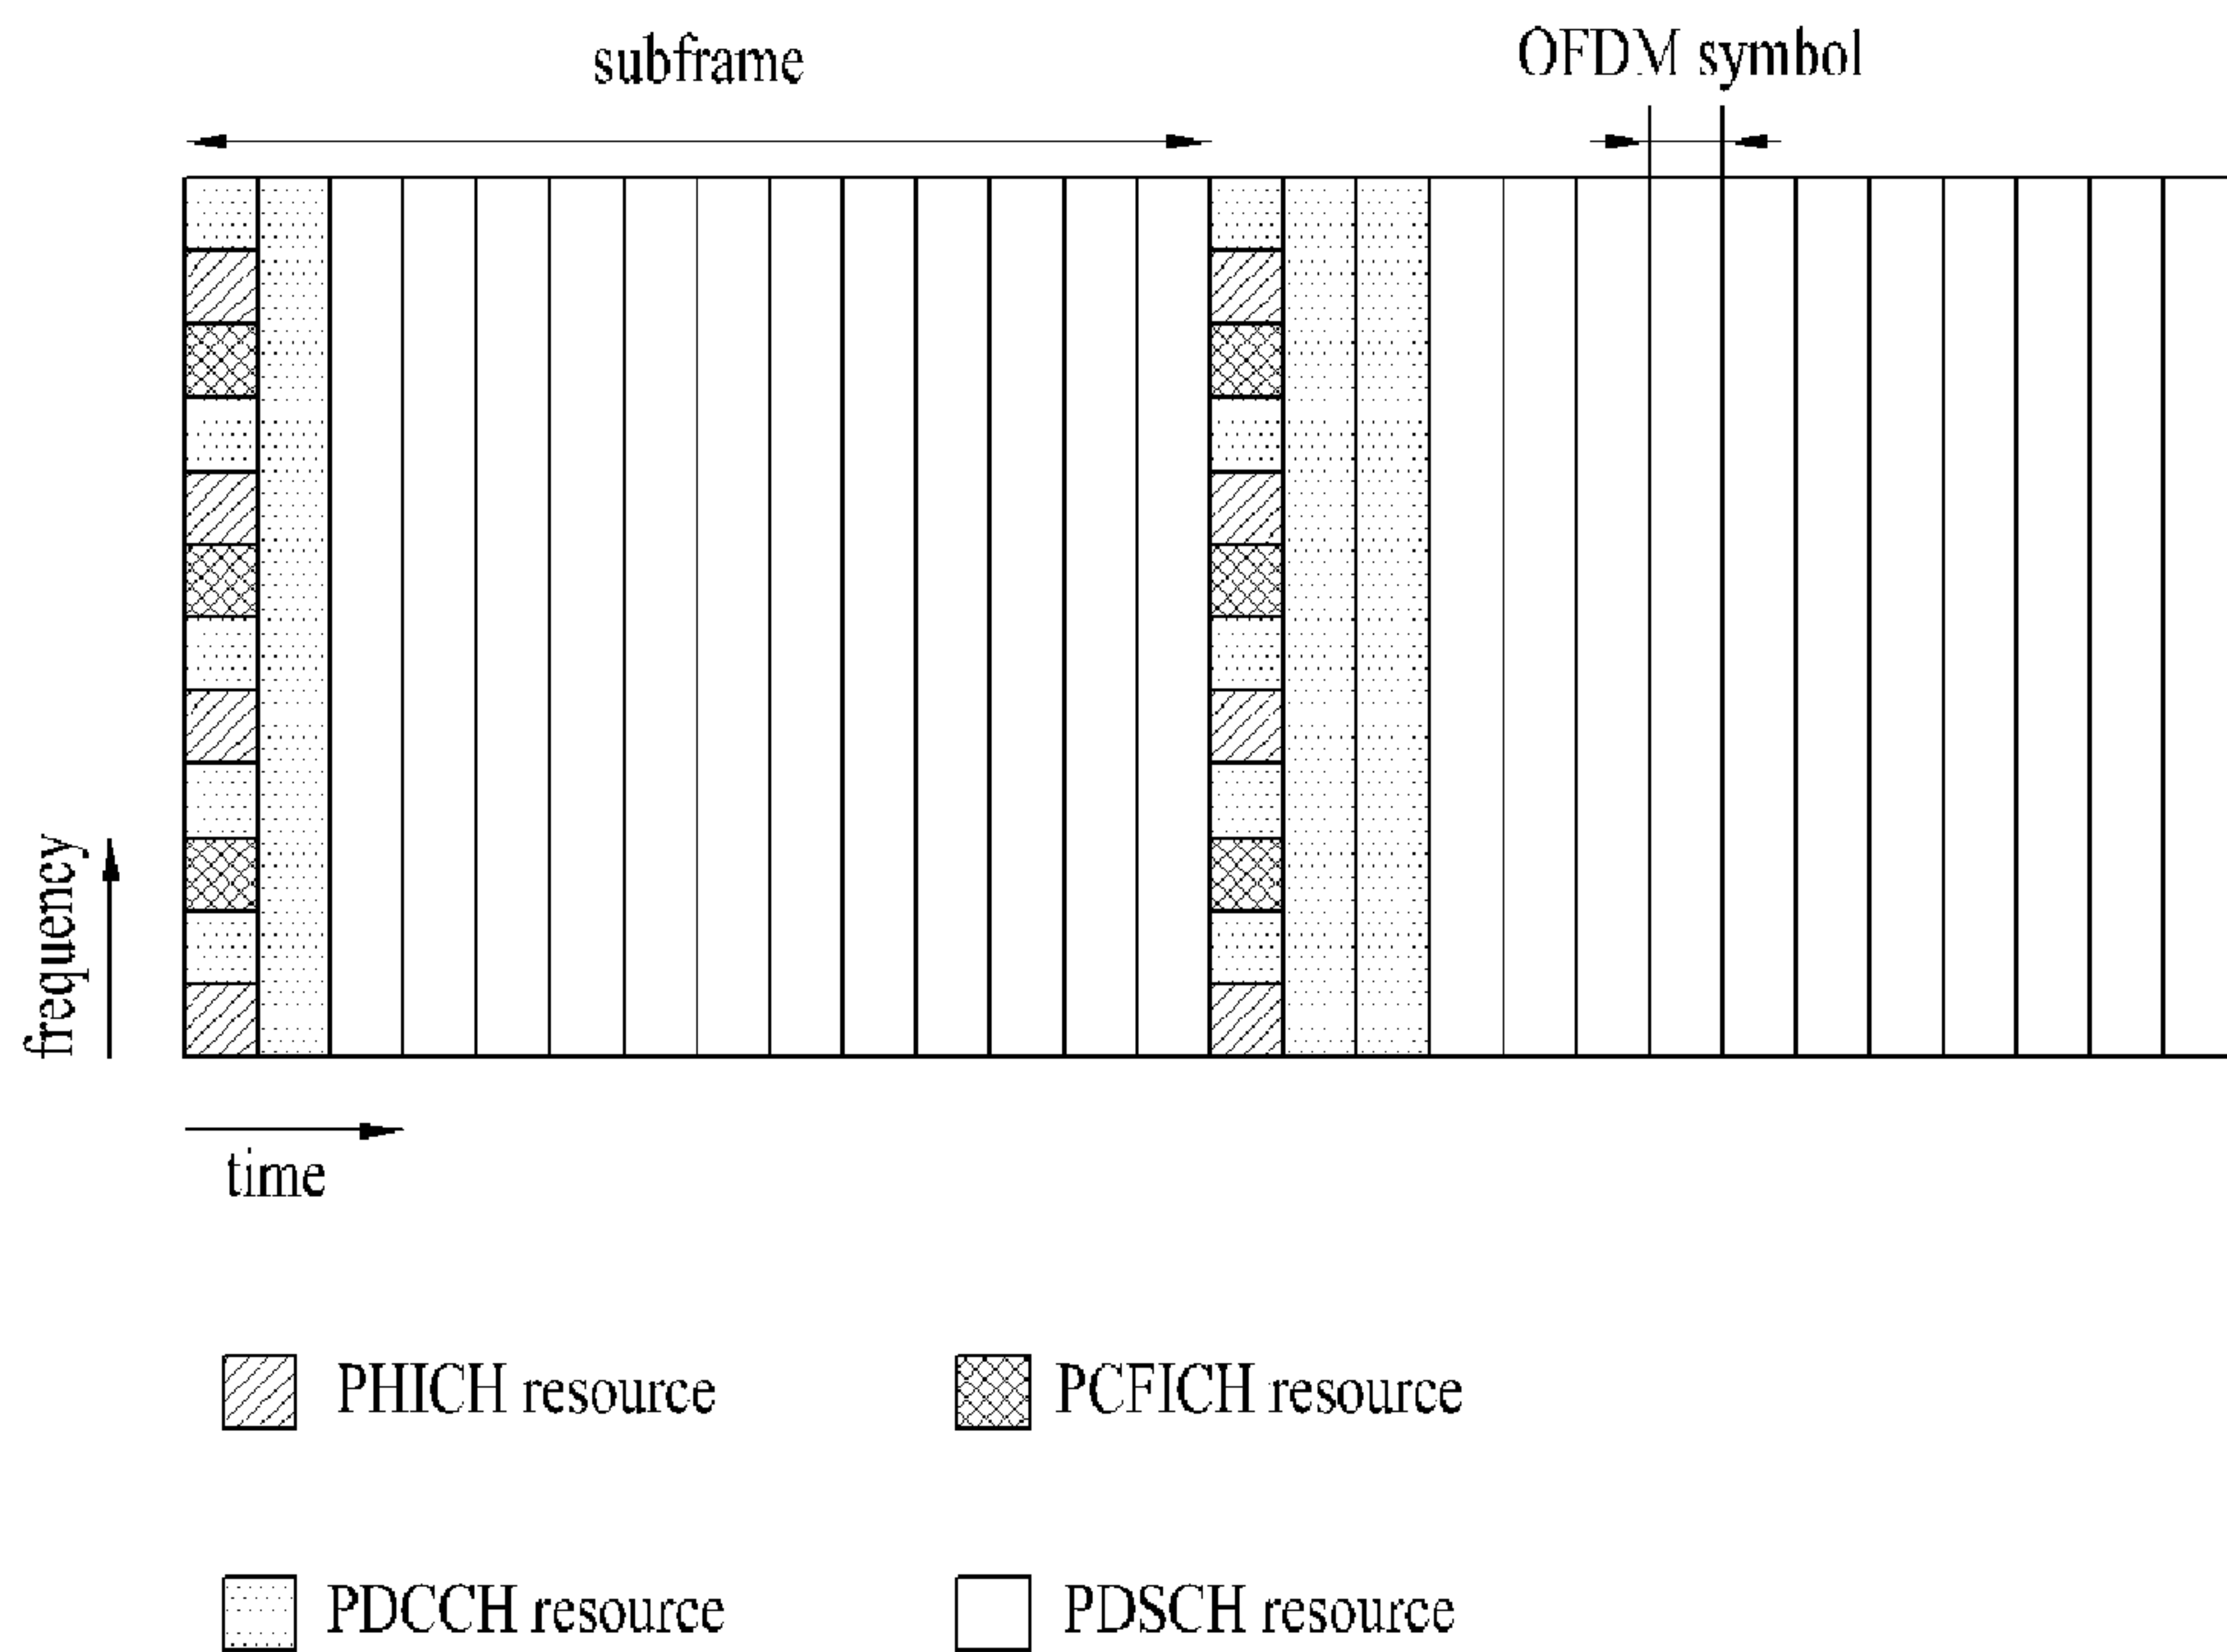 subframe
OFDM symbol
frequency
time
PHICH resource
PCFICH resource
PDCCH resource
PDSCH resource